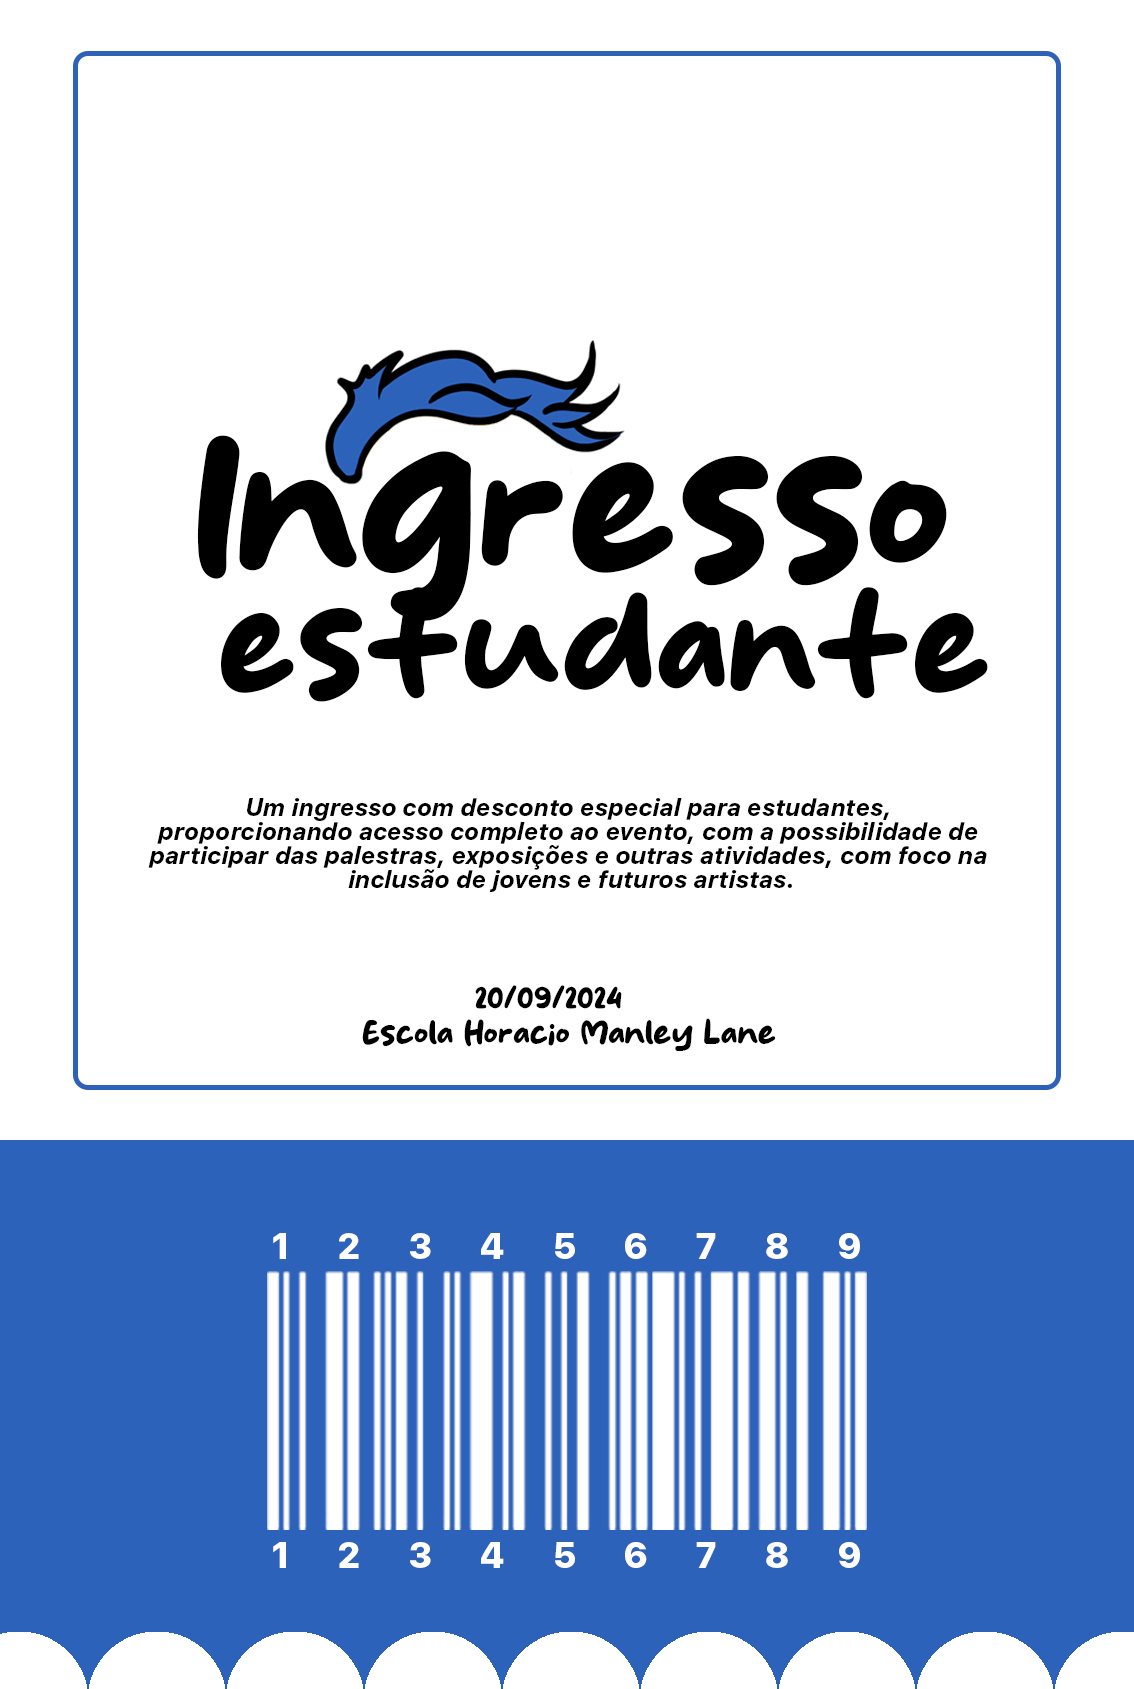 Ingresso
estudante
Um ingresso com desconto especial para estudantes,
proporcionando acesso completo ao evento, com a possibilidade de
participar das palestras, exposições e outras atividades, com foco na
inclusão de jovens e futuros artistas.
20/09/2024
Escola Horacio Manley Lane
1 2 3 4 5 6 7 8 9
1 2 3 4 5 6 7 8 9